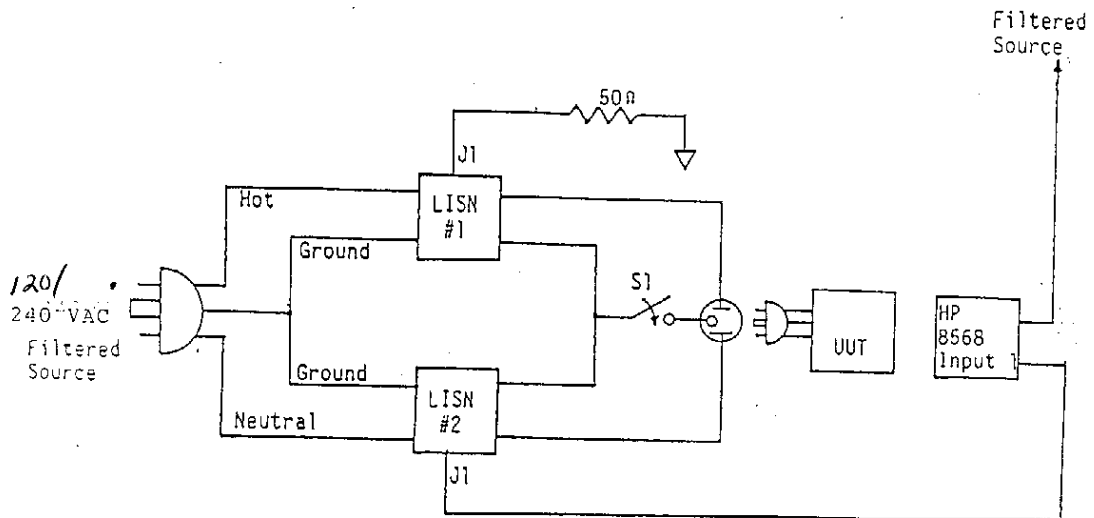 Filtered
Source
50Ω
J1
Hot
LISN
#1
Ground
S1
120/
240 VAC
Filtered
Source
HP
8568
Input 1
UUT
Ground
LISN
#2
Neutral
J1